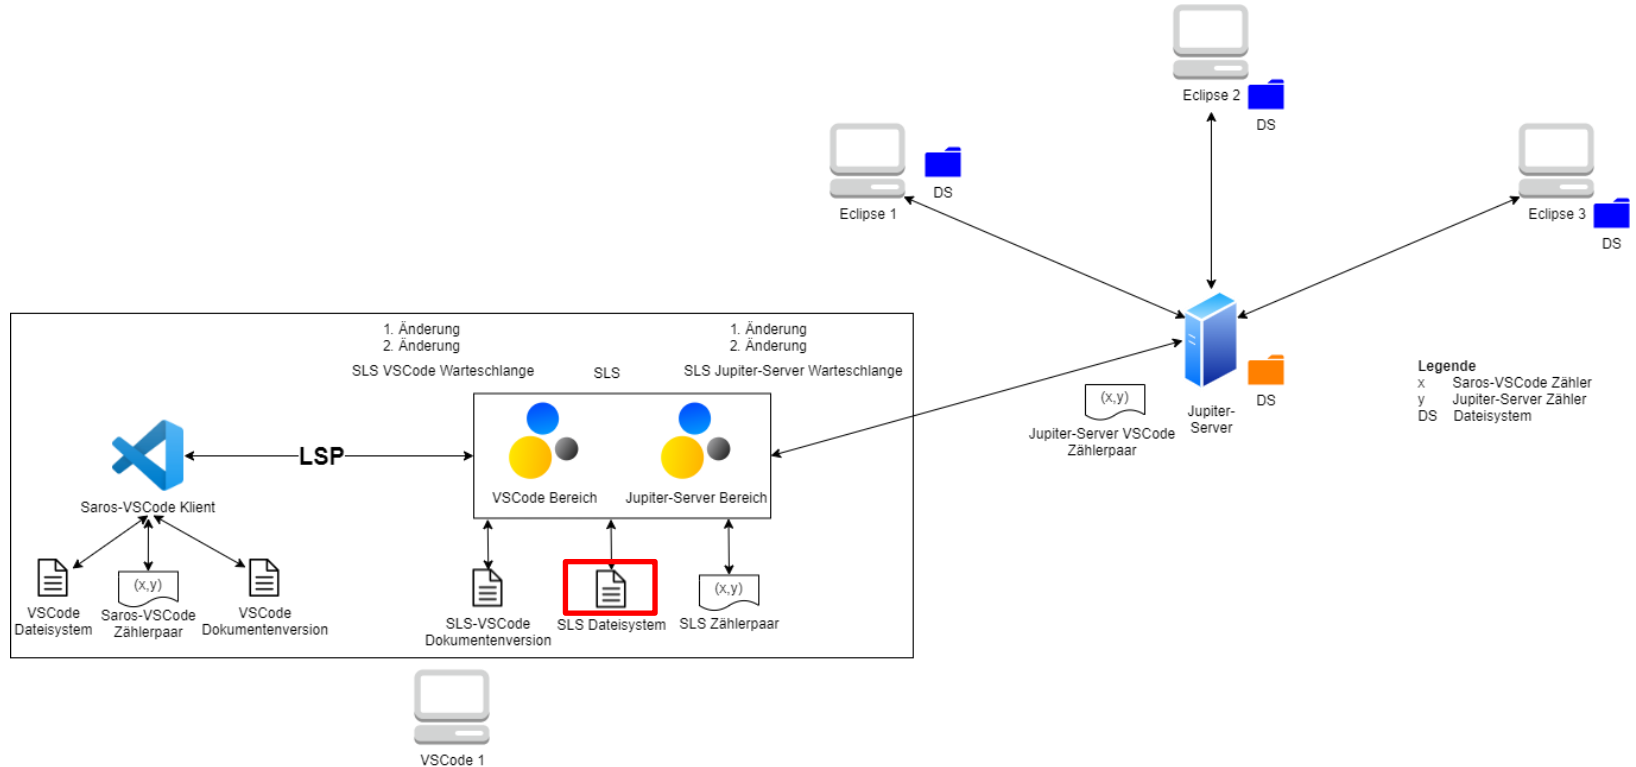 Eclipse 2
DS
Eclipse 1
DS
Eclipse 3
DS
1. Änderung
2. Änderung
SLS VSCode Warteschlange
SLS
1. Änderung
2. Änderung
SLS Jupiter-Server Warteschlange
(x,y)
Jupiter-Server VSCode
Zählerpaar
Jupiter-
Server
DS
Legende
x Saros-VSCode Zähler
y Jupiter-Server Zähler
DS Dateisystem
LSP
Saros-VSCode Klient
VSCode Bereich
Jupiter-Server Bereich
VSCode
Dateisystem
(x,y)
Saros-VSCode
Zählerpaar
VSCode
Dokumentenversion
SLS-VSCode
Dokumentenversion
SLS Dateisystem
(x,y)
SLS Zählerpaar
VSCode 1